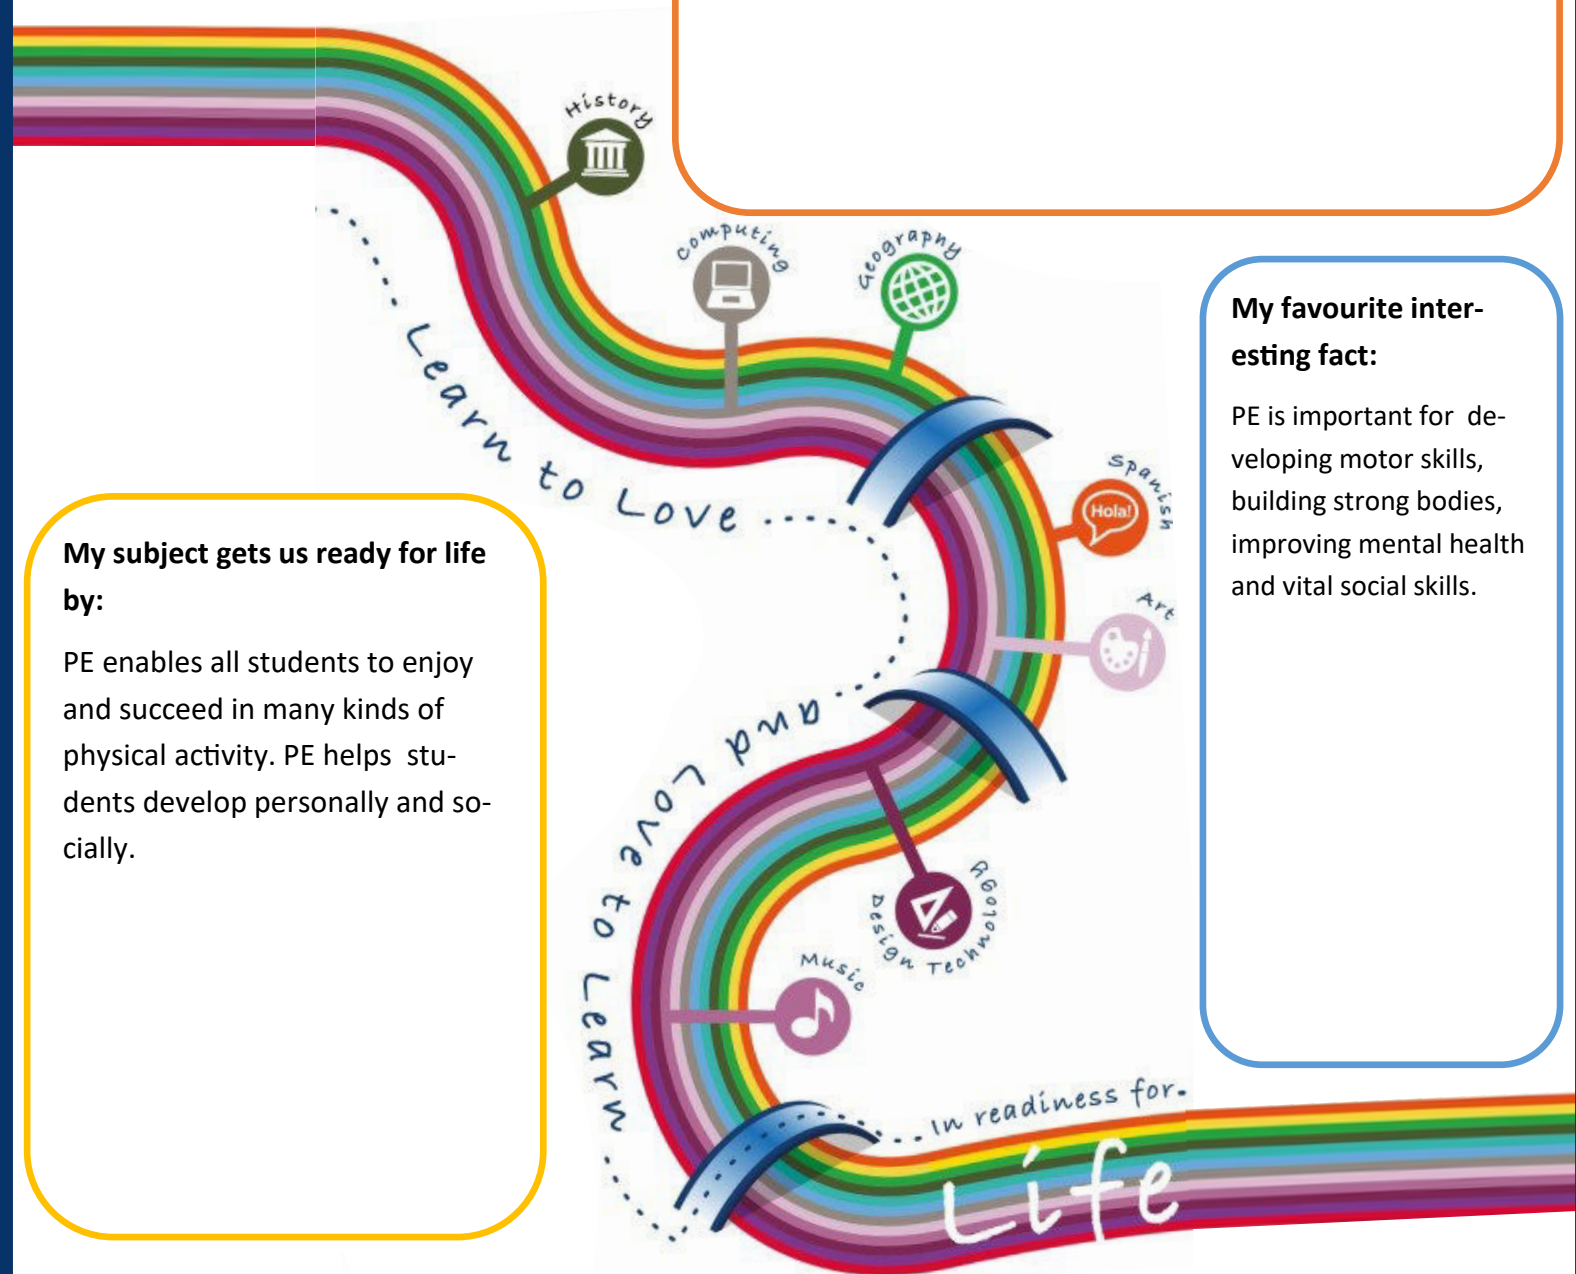 History
Computing
Geography
Learn to Love
My favourite inter-
esting fact:
PE is important for  de-
veloping motor skills,
building strong bodies,
improving mental health
and vital social skills.
Spanish
Hola!
Art
My subject gets us ready for life
by:
PE enables all students to enjoy
and succeed in many kinds of
physical activity. PE helps  stu-
dents develop personally and so-
cially.
and Love to Learn
Design Technology
Music
In readiness for.
Life